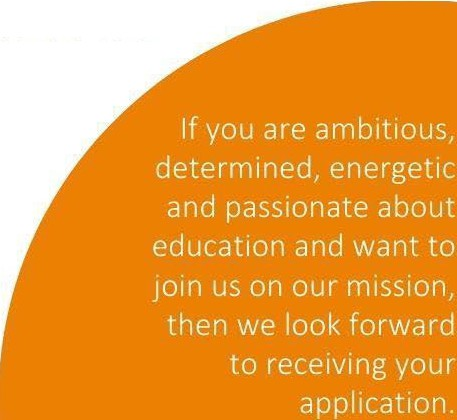 If you are ambitious,
determined, energetic
and passionate about
education and want to
join us on our mission,
then we look forward
to receiving your
application.